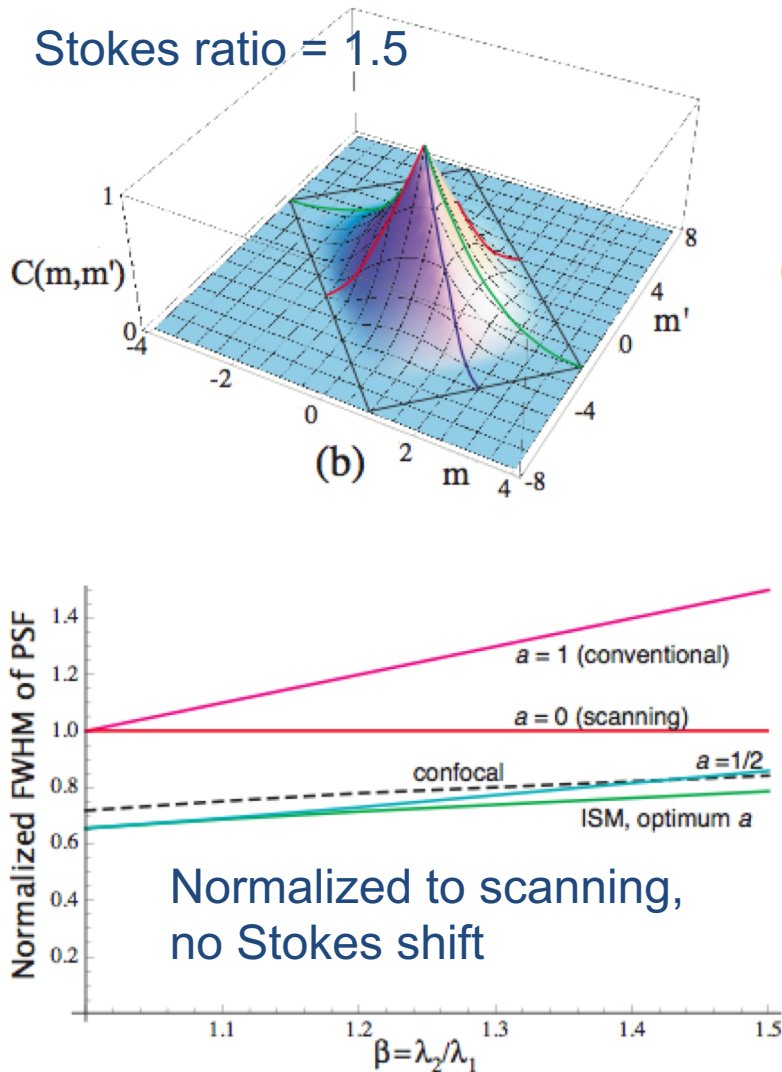 Stokes ratio = 1.5
1
C(m,m')
0
-4
-2
0
2
4
m
-8
-4
0
4
8
m'
(b)
Normalized FWHM of PSF
1.4
1.2
1.0
0.8
0.6
0.4
0.2
a = 1 (conventional)
a = 0 (scanning)
confocal
a =1/2
ISM, optimum a
Normalized to scanning,
no Stokes shift
1.1
1.2
1.3
1.4
1.5
β=λ₂/λ₁